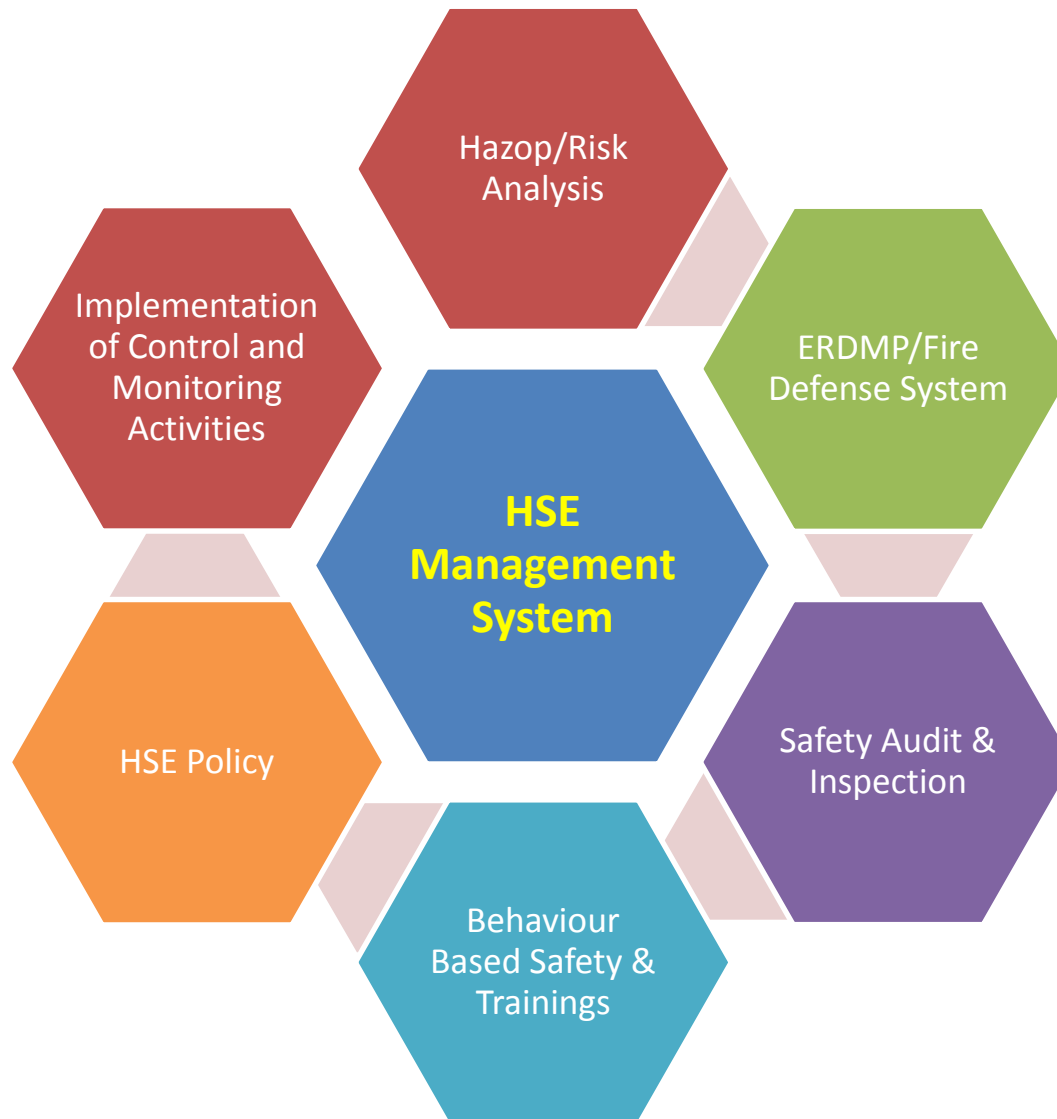 Hazop/Risk
Analysis
Implementation
of Control and
Monitoring
Activities
ERDMP/Fire
Defense System
HSE
Management
System
HSE Policy
Safety Audit &
Inspection
Behaviour
Based Safety &
Trainings